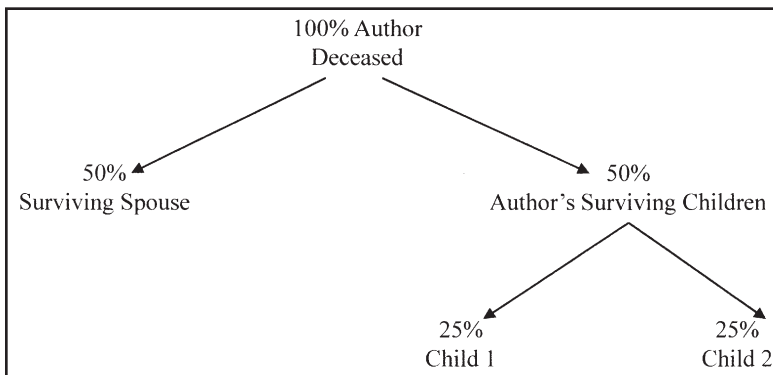 100% Author
Deceased
50%
Surviving Spouse
50%
Author’s Surviving Children
25%
Child 1
25%
Child 2